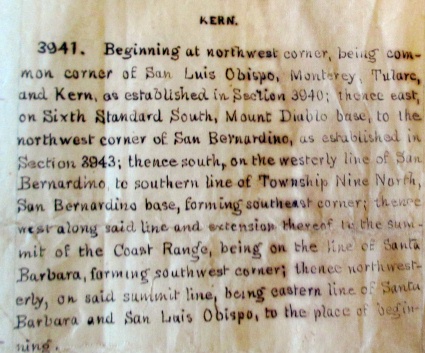 KERN.
3941. Beginning at northwest corner, being com-
mon corner of San Luis Obispo, Monterey, Tulare,
and Kern, as established in Section 3940; thence east,
on Sixth Standard South, Mount Diablo base, to the
northwest corner of San Bernardino, as established in
Section 3943; thence south, on the westerly line of San
Bernardino, to southern line of Township Nine North,
San Bernardino base, forming southeast corner; thence
west along said line and extension thereof to the sum-
mit of the Coast Range, being on the line of Santa
Barbara, forming southwest corner; thence northwest-
erly, on said summit line, being eastern line of Santa
Barbara and San Luis Obispo, to the place of begin-
ning.